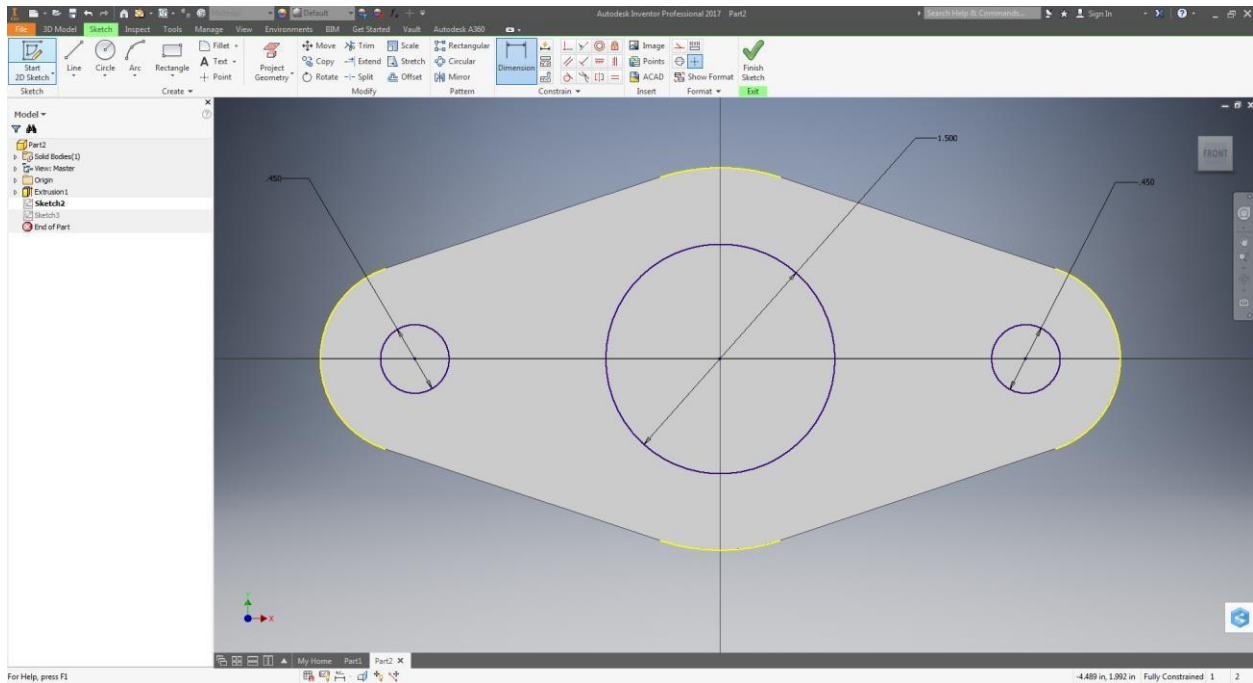 Material
Default
Autodesk Inventor Professional 2017 Part2
Search Help & Commands...
Sign In
File 3D Model Sketch Inspect Tools Manage View Environments BIM Get Started Vault Autodesk A360
Start
2D Sketch
Line
Circle
Arc
Rectangle
Fillet
Text
Point
Project
Geometry
Move Trim Scale
Copy Extend Stretch
Rotate Split Offset
Rectangular
Circular
Mirror
Dimension
Image
Points
ACAD
Show Format
Finish
Sketch
Sketch Create Modify Pattern Constrain Insert Format Exit
Model
Part2
Solid Bodies(1)
View: Master
Origin
Extrusion1
Sketch2
Sketch3
End of Part
1.500
FRONT
.450
.450
Y
X
My Home Part1 Part2
For Help, press F1
-4.489 in, 1.992 in Fully Constrained 1 2